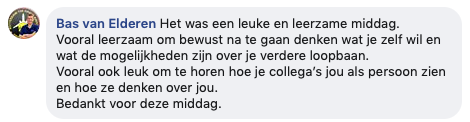 Bas van Elderen Het was een leuke en leerzame middag.
Vooral leerzaam om bewust na te gaan denken wat je zelf wil en
wat de mogelijkheden zijn over je verdere loopbaan.
Vooral ook leuk om te horen hoe je collega’s jou als persoon zien
en hoe ze denken over jou.
Bedankt voor deze middag.